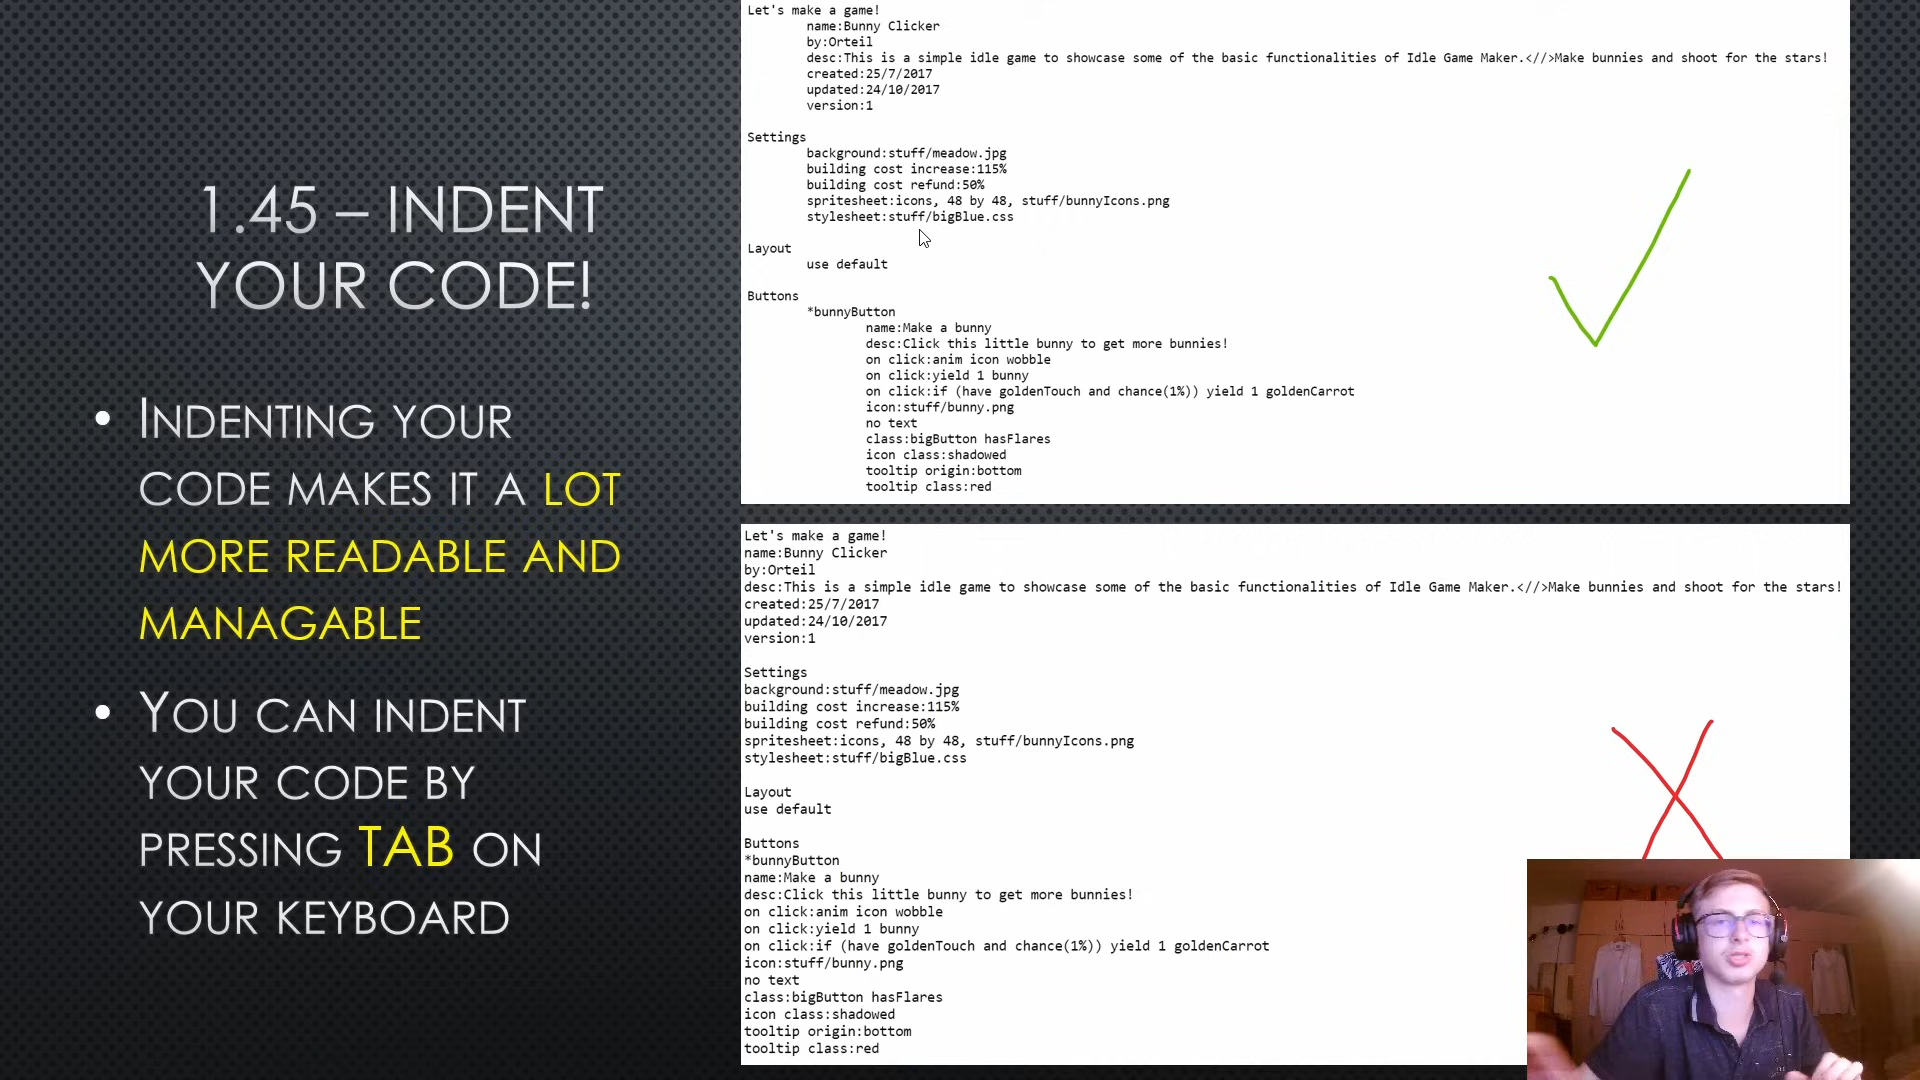 1.45 – INDENT
YOUR CODE!
• INDENTING YOUR
CODE MAKES IT A LOT
MORE READABLE AND
MANAGABLE
• YOU CAN INDENT
YOUR CODE BY
PRESSING TAB ON
YOUR KEYBOARD
Let's make a game!
name:Bunny Clicker
by:Orteil
desc:This is a simple idle game to showcase some of the basic functionalities of Idle Game Maker.<//>Make bunnies and shoot for the stars!
created:25/7/2017
updated:24/10/2017
version:1
Settings
background:stuff/meadow.jpg
building cost increase:115%
building cost refund:50%
spritesheet:icons, 48 by 48, stuff/bunnyIcons.png
stylesheet:stuff/bigBlue.css
Layout
use default
Buttons
*bunnyButton
name:Make a bunny
desc:Click this little bunny to get more bunnies!
on click:anim icon wobble
on click:yield 1 bunny
on click:if (have goldenTouch and chance(1%)) yield 1 goldenCarrot
icon:stuff/bunny.png
no text
class:bigButton hasFlares
icon class:shadowed
tooltip origin:bottom
tooltip class:red
Let's make a game!
name:Bunny Clicker
by:Orteil
desc:This is a simple idle game to showcase some of the basic functionalities of Idle Game Maker.<//>Make bunnies and shoot for the stars!
created:25/7/2017
updated:24/10/2017
version:1
Settings
background:stuff/meadow.jpg
building cost increase:115%
building cost refund:50%
spritesheet:icons, 48 by 48, stuff/bunnyIcons.png
stylesheet:stuff/bigBlue.css
Layout
use default
Buttons
*bunnyButton
name:Make a bunny
desc:Click this little bunny to get more bunnies!
on click:anim icon wobble
on click:yield 1 bunny
on click:if (have goldenTouch and chance(1%)) yield 1 goldenCarrot
icon:stuff/bunny.png
no text
class:bigButton hasFlares
icon class:shadowed
tooltip origin:bottom
tooltip class:red